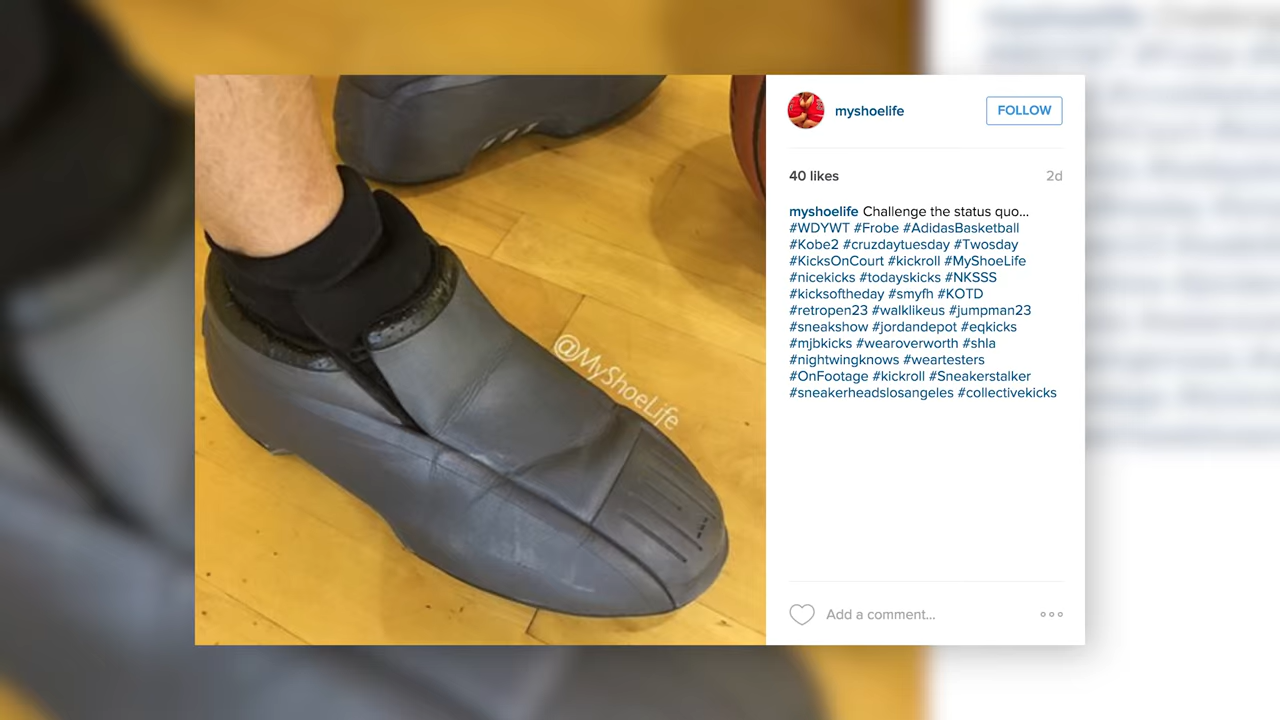 @MyShoeLife
myshoelife
FOLLOW
40 likes
2d
myshoelife Challenge the status quo...
#WDYWT #Frobe #AdidasBasketball
#Kobe2 #cruzdaytuesday #Twosday
#KicksOnCourt #kickroll #MyShoeLife
#nicekicks #todayskicks #NKSSS
#kicksoftheday #smyfh #KOTD
#retropen23 #walklikeus #jumpman23
#sneakshow #jordandepot #eqkicks
#mjbkicks #wearoverworth #shla
#nightwingknows #weartesters
#OnFootage #kickroll #Sneakerstalker
#sneakerheadslosangeles #collectivekicks
Add a comment...